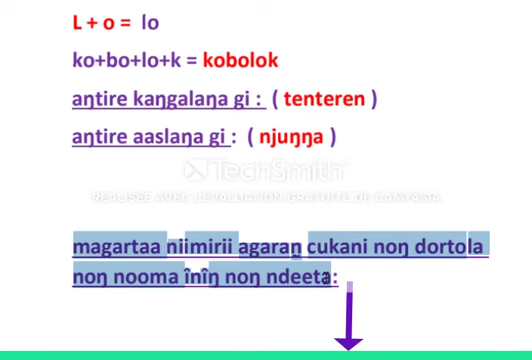 L + o = lo
ko+bo+lo+k = kobolok
aŋtire kaŋgalaŋa gi : ( tenteren )
aŋtire aaslaŋa gi : ( njuŋŋa )
TechSmith
RÉALISÉE AVEC L'ÉVALUATION GRATUITE DE CAMTASIA
magartaa niimirii agaraŋ cukani noŋ dortola
noŋ nooma înîŋ noŋ ndeeta: